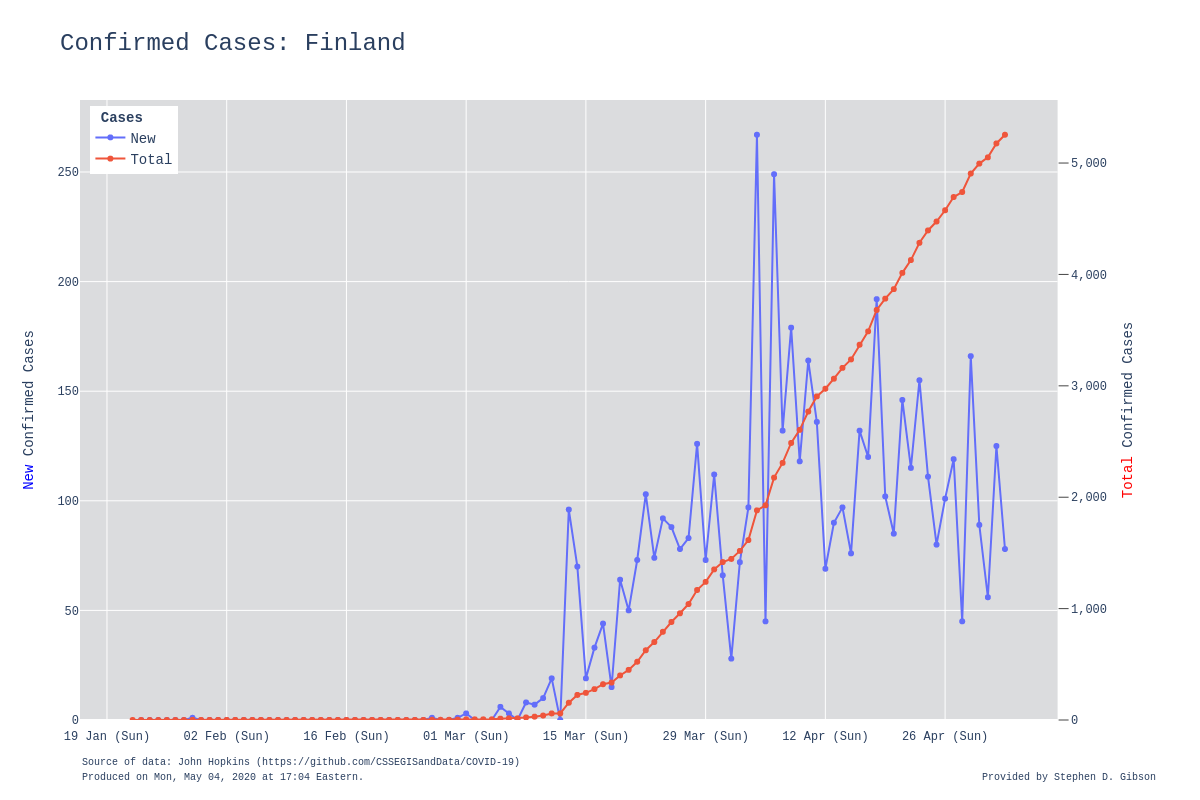 Confirmed Cases: Finland
Cases
New
Total
250
200
150
100
50
0
5,000
4,000
3,000
2,000
1,000
0
New Confirmed Cases
Total Confirmed Cases
19 Jan (Sun)
02 Feb (Sun)
16 Feb (Sun)
01 Mar (Sun)
15 Mar (Sun)
29 Mar (Sun)
12 Apr (Sun)
26 Apr (Sun)
Source of data: John Hopkins (https://github.com/CSSEGISandData/COVID-19)
Produced on Mon, May 04, 2020 at 17:04 Eastern.
Provided by Stephen D. Gibson